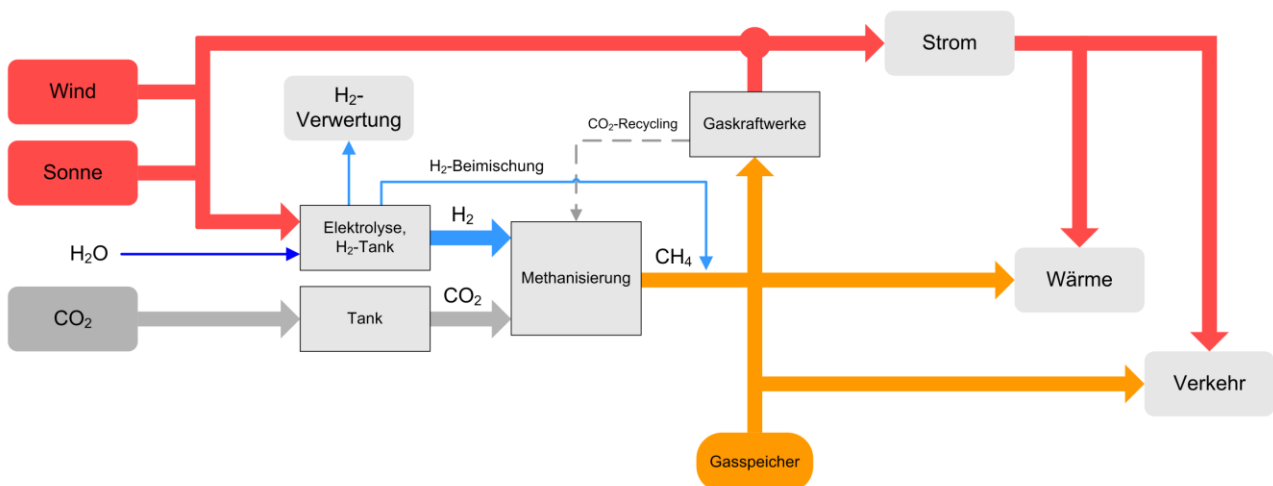 Strom
Wind
H₂-
Verwertung
CO₂-Recycling
Gaskraftwerke
Sonne
H₂-Beimischung
Elektrolyse,
H₂-Tank
H₂
H₂O
CH₄
Methanisierung
Wärme
CO₂
Tank
CO₂
Verkehr
Gasspeicher